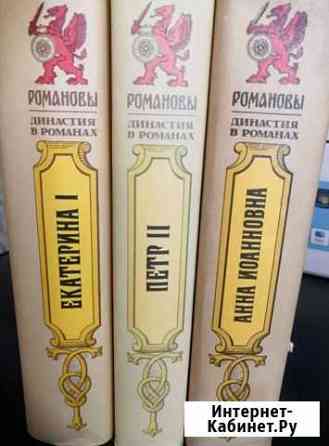 РОМАНОВЫ
ДИНАСТИЯ
В РОМАНАХ
ЕКАТЕРИНА I
РОМАНОВЫ
ДИНАСТИЯ
В РОМАНАХ
ПЕТР II
РОМАНОВЫ
ДИНАСТИЯ
В РОМАНАХ
АННА ИОАННОВНА
Интернет-
Кабинет.Ру